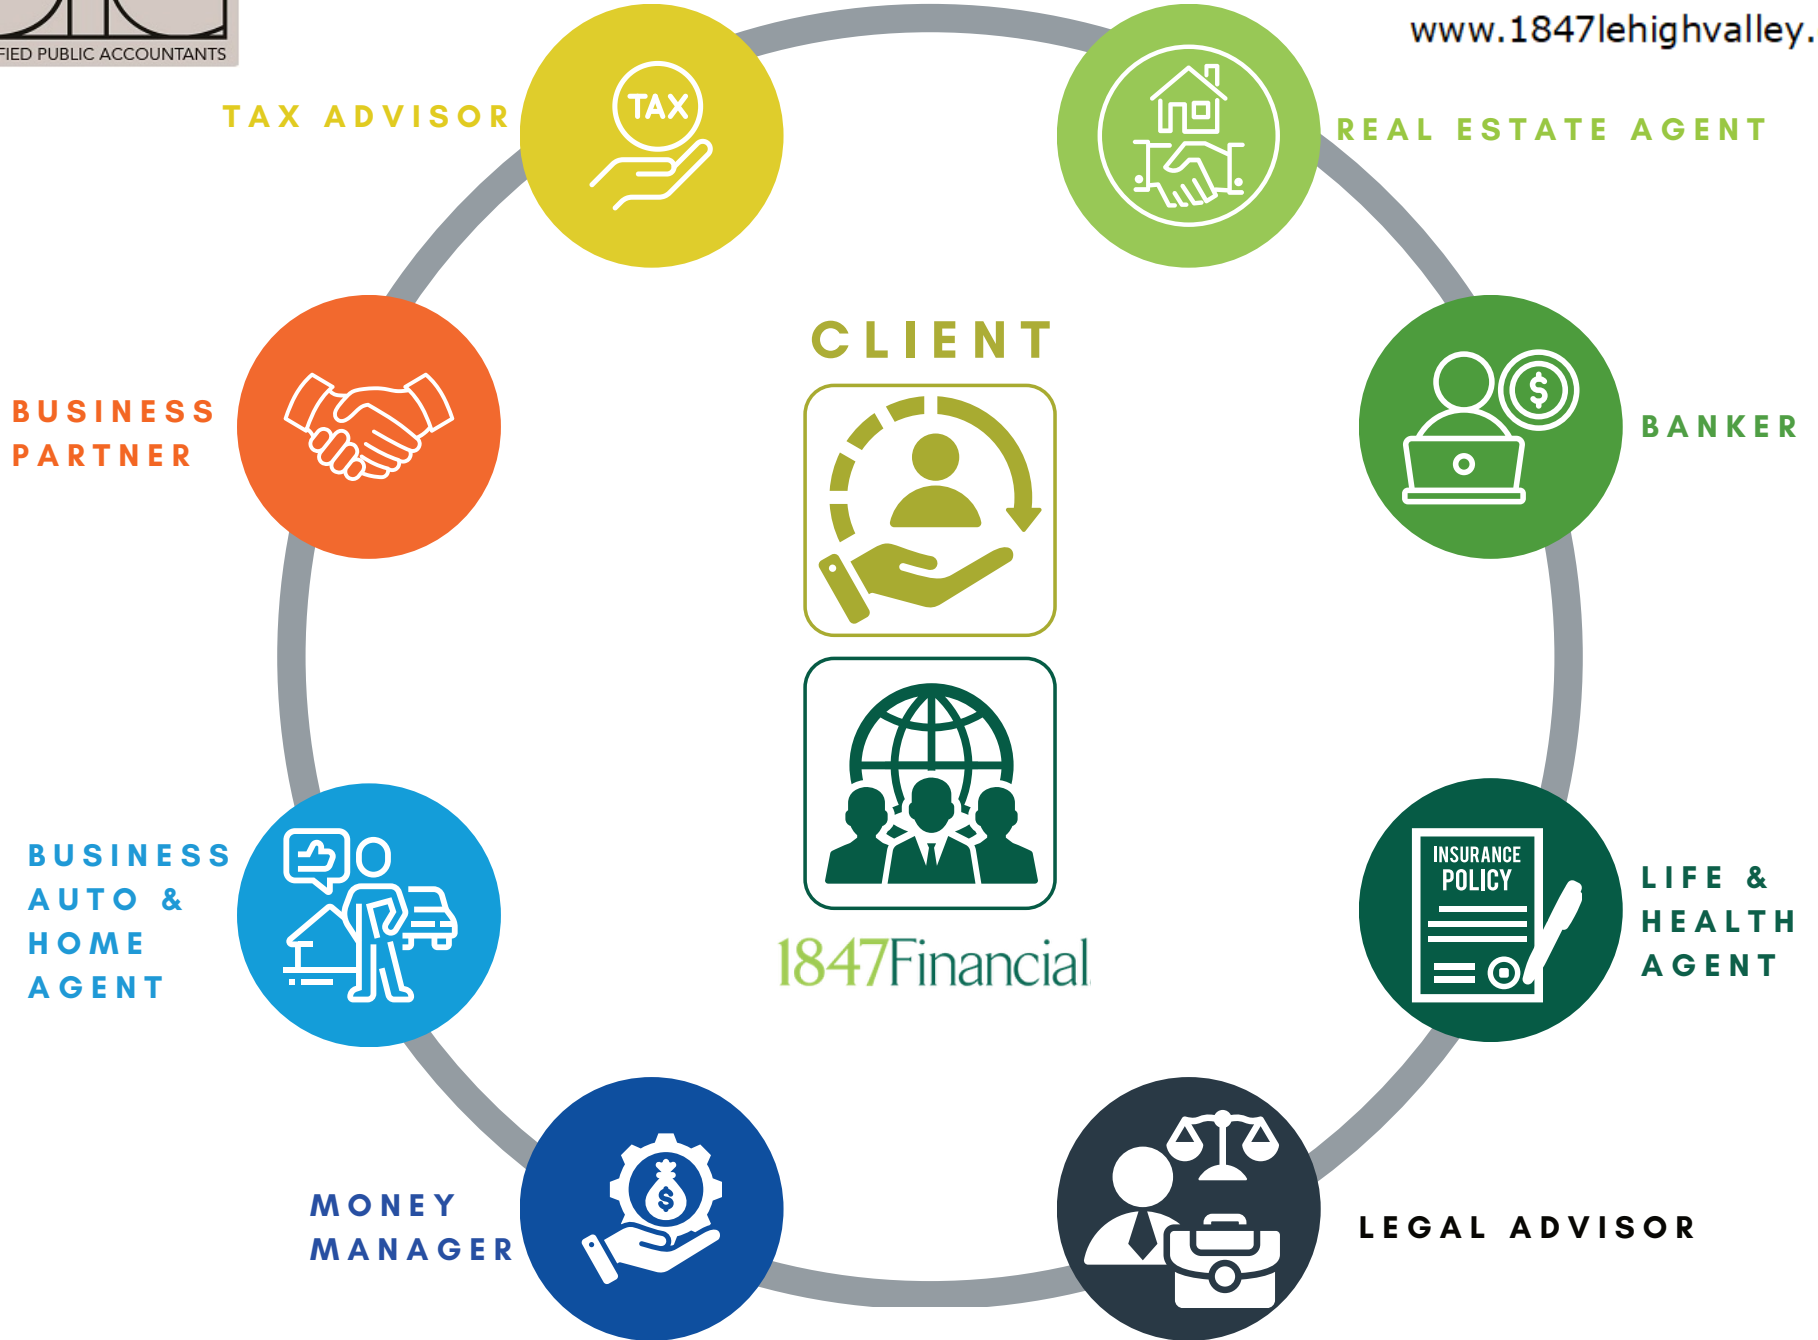 PUBLIC ACCOUNTANTS
www.1847lehighvalley.
TAX ADVISOR
TAX
REAL ESTATE AGENT
CLIENT
BUSINESS
PARTNER
$
BANKER
BUSINESS
AUTO &
HOME
AGENT
INSURANCE
POLICY
LIFE &
HEALTH
AGENT
1847Financial
MONEY
MANAGER
$
LEGAL ADVISOR